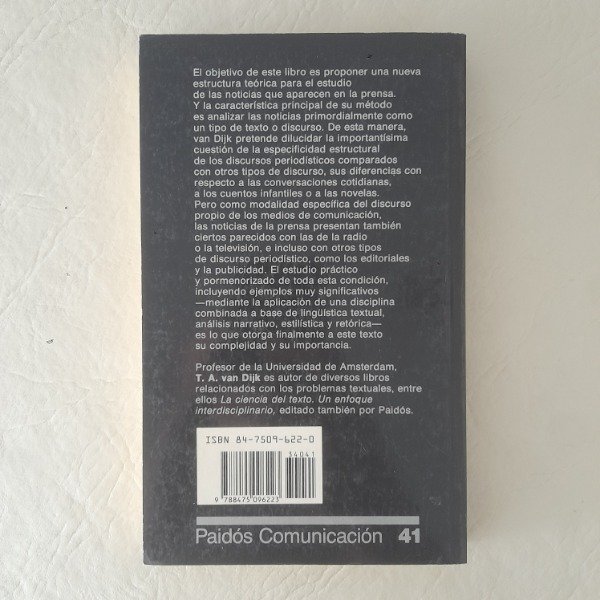 El objetivo de este libro es proponer una nueva
estructura teórica para el estudio
de las noticias que aparecen en la prensa.
Y la característica principal de su método
es analizar las noticias primordialmente como
un tipo de texto o discurso. De esta manera,
van Dijk pretende dilucidar la importantísima
cuestión de la especificidad estructural
de los discursos periodísticos comparados
con otros tipos de discurso, sus diferencias con
respecto a las conversaciones cotidianas,
a los cuentos infantiles o a las novelas.
Pero como modalidad específica del discurso
propio de los medios de comunicación,
las noticias de la prensa presentan también
ciertos parecidos con las de la radio
o la televisión, e incluso con otros tipos
de discurso periodístico, como los editoriales
y la publicidad. El estudio práctico
y pormenorizado de toda esta condición,
incluyendo ejemplos muy significativos
—mediante la aplicación de una disciplina
combinada a base de lingüística textual,
análisis narrativo, estilística y retórica—
es lo que otorga finalmente a este texto
su complejidad y su importancia.
Profesor de la Universidad de Amsterdam,
T. A. van Dijk es autor de diversos libros
relacionados con los problemas textuales, entre
ellos La ciencia del texto. Un enfoque
interdisciplinario, editado también por Paidós.
ISBN 84-7509-622-0
34041
9 788475 096223
Paidós Comunicación 41